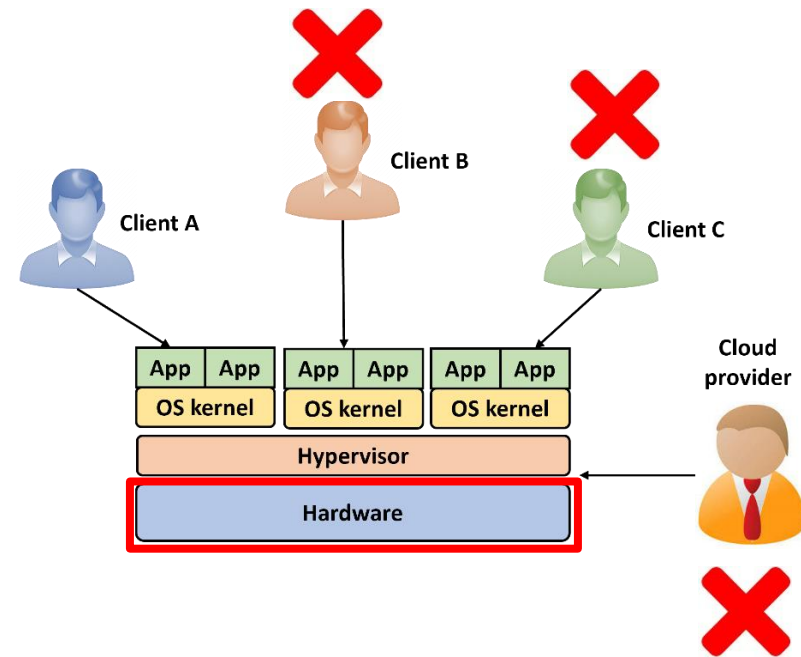 Client B
Client A
Client C
Cloud
provider
App App App App App App
OS kernel OS kernel OS kernel
Hypervisor
Hardware